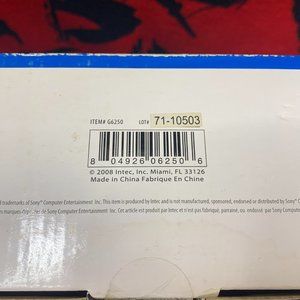 ITEM# G6250 LOT# 71-10503
8 04926 06250 6
© 2008 Intec, Inc. Miami, FL 33126
Made in China Fabrique En Chine
trademarks of Sony Computer Entertainment Inc. This item is produced by Intec and is not manufactured, sponsored, endorsed or distributed by Sony
marques de Sony Computer Entertainment Inc. Cet article est produit par Intec et n'est pas fabriqué, parrainé, ou endossé par Sony